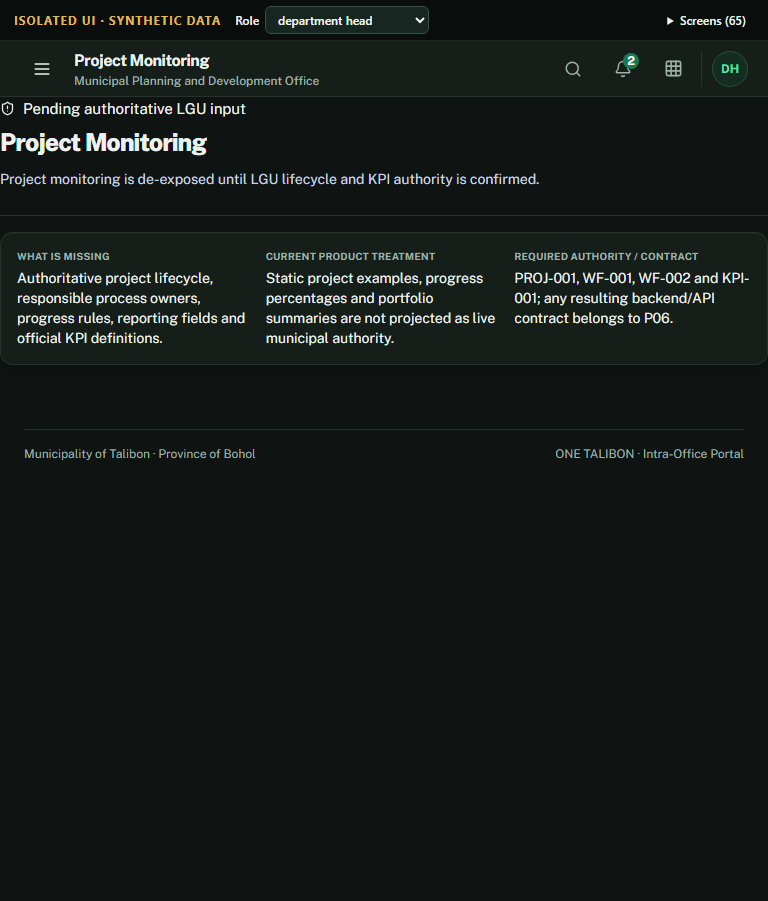 ISOLATED UI · SYNTHETIC DATA Role department head Screens (65)
Project Monitoring
Municipal Planning and Development Office
2
DH
Pending authoritative LGU input
Project Monitoring
Project monitoring is de-exposed until LGU lifecycle and KPI authority is confirmed.
WHAT IS MISSING
Authoritative project lifecycle,
responsible process owners,
progress rules, reporting fields and
official KPI definitions.
CURRENT PRODUCT TREATMENT
Static project examples, progress
percentages and portfolio
summaries are not projected as live
municipal authority.
REQUIRED AUTHORITY / CONTRACT
PROJ-001, WF-001, WF-002 and KPI-
001; any resulting backend/API
contract belongs to P06.
Municipality of Talibon · Province of Bohol
ONE TALIBON · Intra-Office Portal